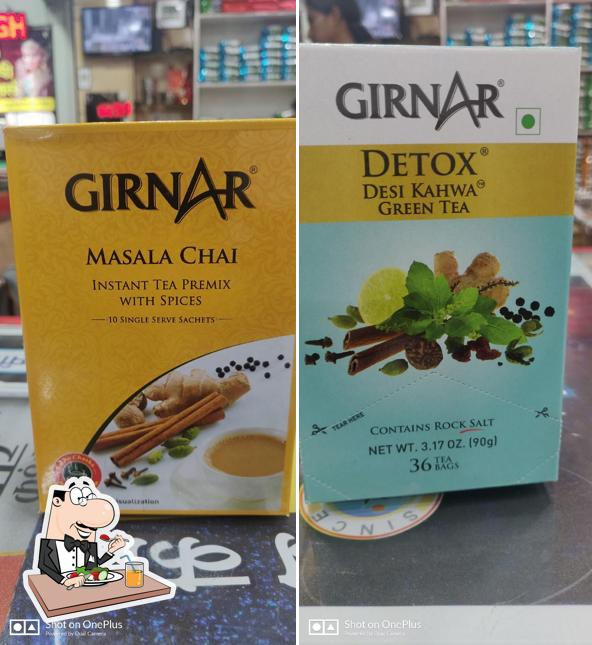 GIRNAR®
MASALA CHAI
INSTANT TEA PREMIX
WITH SPICES
10 SINGLE SERVE SACHETS
Shot on OnePlus
Powered by Dual Camera
GIRNAR®
DETOX®
DESI KAHWA™
GREEN TEA
TEAR HERE
CONTAINS ROCK SALT
NET WT. 3.17 OZ. (90g)
36 TEA
BAGS
SINCE
Shot on OnePlus
Powered by Dual Camera